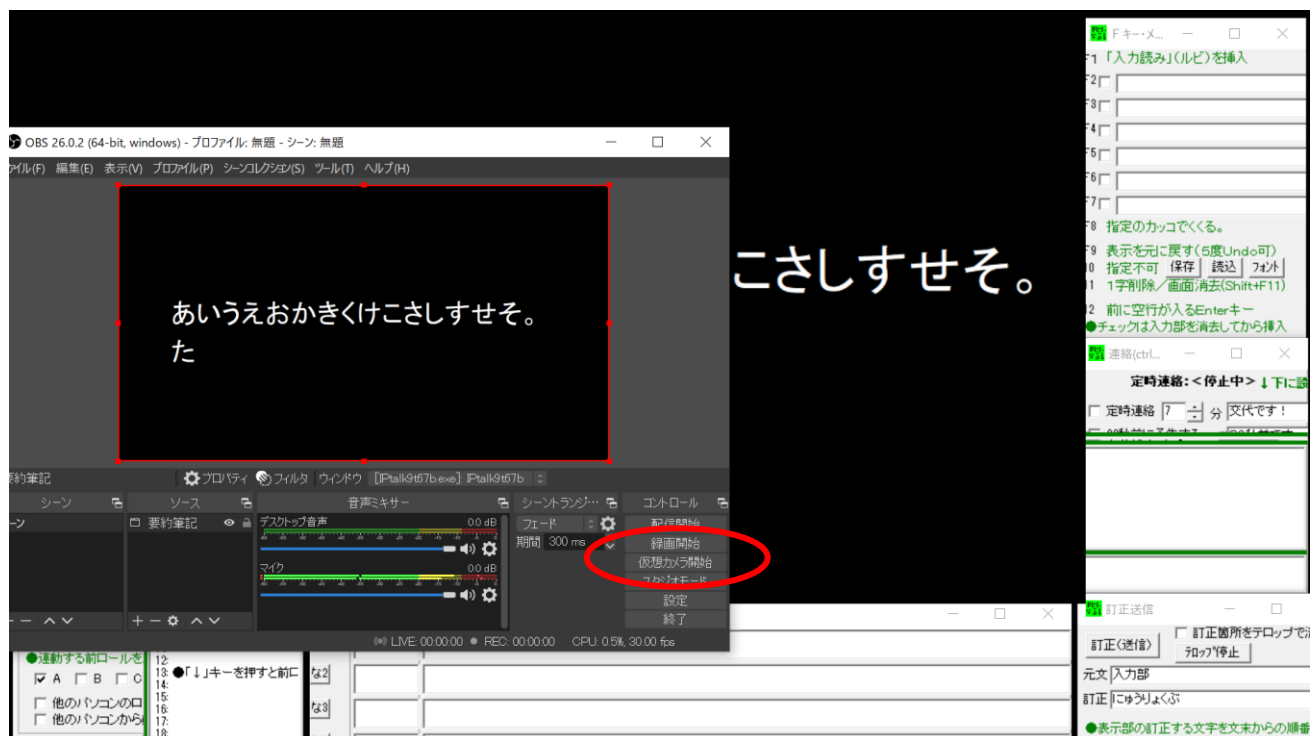 Fキー・メ...
F1「入力読み」(ルビ)を挿入
F2
F3
F4
F5
F6
F7
F8 指定のカッコでくくる。
F9 表示を元に戻す(5度Undo可)
10 指定不可 保存 読込 フォント
11 1字削除/画面消去(Shift+F11)
12 前に空行が入るEnterキー
●チェックは入力部を消去してから挿入
OBS 26.0.2 (64-bit, windows) - プロファイル: 無題 - シーン: 無題
ァイル(F) 編集(E) 表示(V) プロファイル(P) シーンコレクション(S) ツール(T) ヘルプ(H)
あいうえおかきくけこさしすせそ。
た
こさしすせそ。
要約筆記 プロパティ フィルタ ウィンドウ [IPtalk9t67b.exe]: IPtalk9t67b
シーン ソース 音声ミキサー シーントランジ… コントロール
ーン 要約筆記 デスクトップ音声 0.0 dB フェード 配信開始
期間 300 ms 録画開始
マイク 0.0 dB 仮想カメラ開始
スタジオモード
設定
終了
LIVE: 00:00:00 REC: 00:00:00 CPU: 0.5%, 30.00 fps
連絡(ctrl...
定時連絡:<停止中>↓下に設
定時連絡 7 分 交代です!
●連動する前ロールを
A B C
他のパソコンのロ
他のパソコンから
12:
13: ●「↓」キーを押すと前ロ
14:
15:
16:
17:
18:
な2
な3
訂正送信
訂正(送信) 訂正箇所をテロップで流
テロップ停止
元文 入力部
訂正 にゅうりょくぶ
●表示部の訂正する文字を文末からの順番